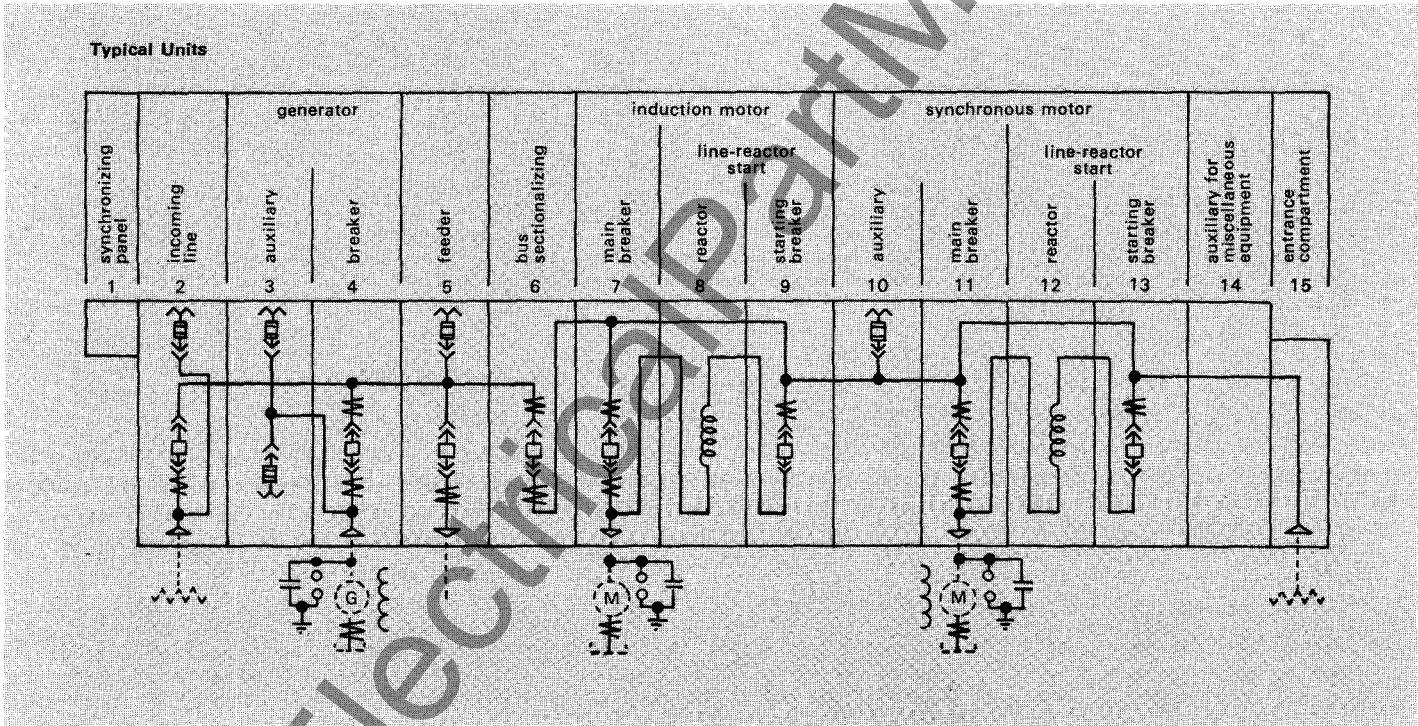 Typical Units
generator
induction motor
synchronous motor
line-reactor
start
line-reactor
start
synchronizing
panel
incoming
line
auxiliary
breaker
feeder
bus
sectionalizing
main
breaker
reactor
starting
breaker
auxiliary
main
breaker
reactor
starting
breaker
auxiliary for
miscellaneous
equipment
entrance
compartment
1 2 3 4 5 6 7 8 9 10 11 12 13 14 15
G M M